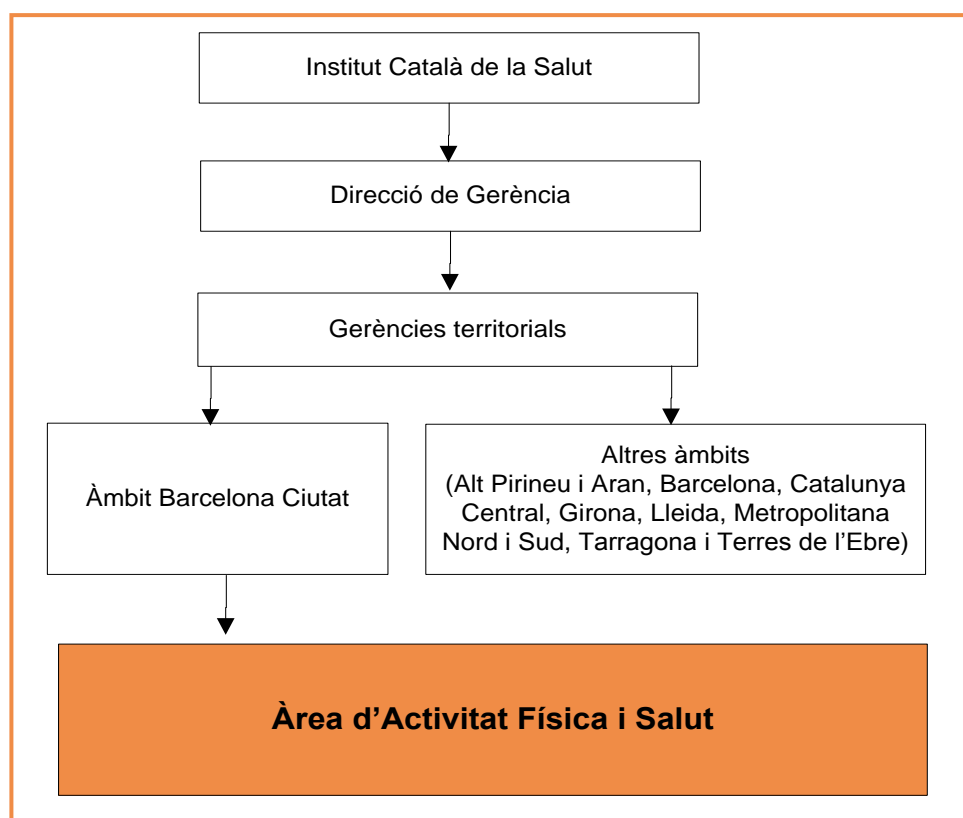 Institut Català de la Salut
Direcció de Gerència
Gerències territorials
Àmbit Barcelona Ciutat
Altres àmbits
(Alt Pirineu i Aran, Barcelona, Catalunya
Central, Girona, Lleida, Metropolitana
Nord i Sud, Tarragona i Terres de l’Ebre)
Àrea d’Activitat Física i Salut